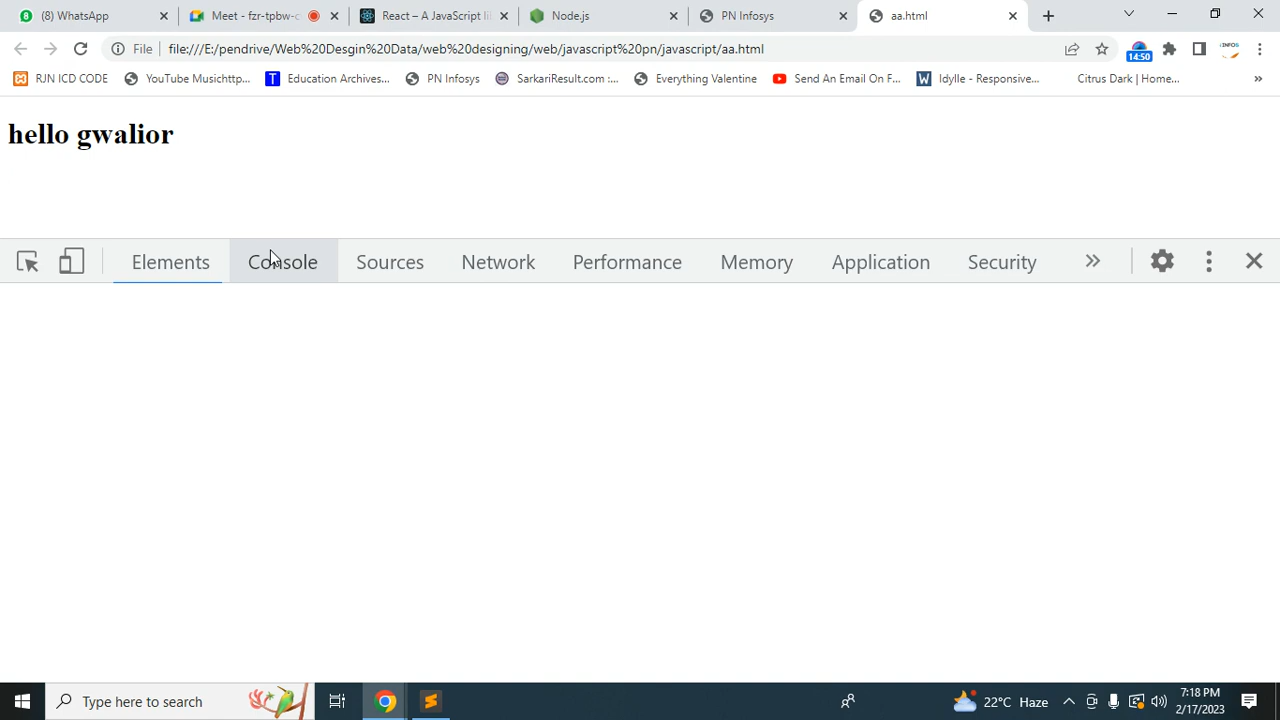 (8) WhatsApp
Meet - fzr-tpbw-c
React – A JavaScript li
Node.js
PN Infosys
aa.html
File
file:///E:/pendrive/Web%20Desgin%20Data/web%20designing/web/javascript%20pn/javascript/aa.html
14:50
RJN ICD CODE
YouTube Musichttp...
Education Archives...
PN Infosys
SarkariResult.com :...
Everything Valentine
Send An Email On F...
Idylle - Responsive...
Citrus Dark | Home...
hello gwalior
Elements
Console
Sources
Network
Performance
Memory
Application
Security
Type here to search
22°C Haze
7:18 PM
2/17/2023